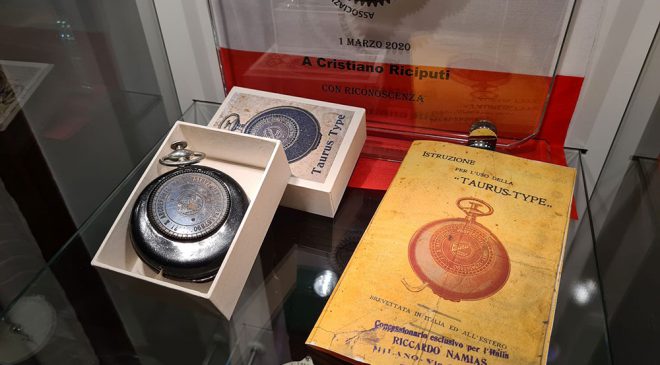 ASSOCIAZI
1 MARZO 2020
A Cristiano Riciputi
CON RICONOSCENZA
Taurus Type
ISTRUZIONE
PER L'USO DELLA
"TAURUS-TYPE"
BREVETTATA IN ITALIA ED ALL'ESTERO
Concessionario esclusivo per l'Italia
RICCARDO NAMIAS